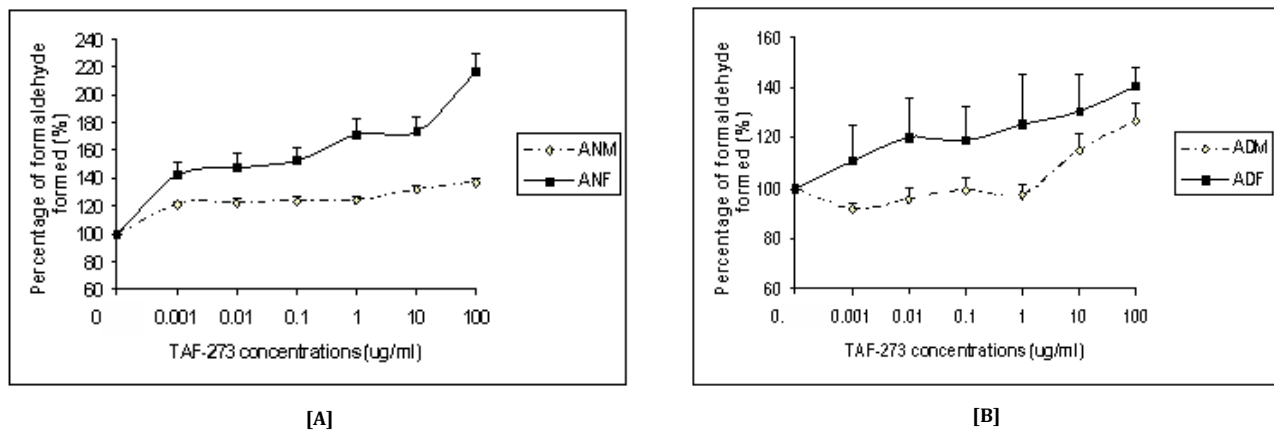 Percentage of formaldehyde
formed (%)
240
220
200
180
160
140
120
100
80
60
0 0.001 0.01 0.1 1 10 100
TAF-273 concentrations (ug/ml)
ANM
ANF
[A]
Percentage of formaldehyde
formed (%)
160
140
120
100
80
60
0. 0.001 0.01 0.1 1 10 100
TAF-273 concentrations (ug/ml)
ADM
ADF
[B]